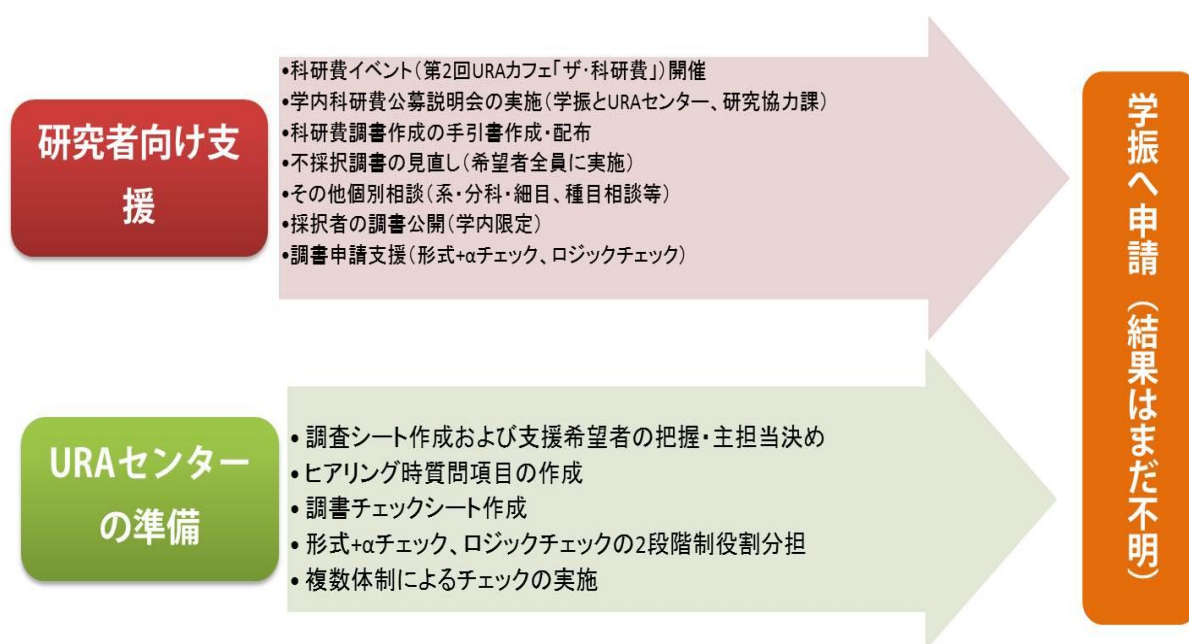 研究者向け支
援
•科研費イベント(第2回URAカフェ「ザ・科研費」)開催
•学内科研費公募説明会の実施(学振とURAセンター、研究協力課)
•科研費調書作成の手引書作成・配布
•不採択調書の見直し(希望者全員に実施)
•その他個別相談(系・分科・細目、種目相談等)
•採択者の調書公開(学内限定)
•調書申請支援(形式+αチェック、ロジックチェック)
URAセンター
の準備
• 調査シート作成および支援希望者の把握・主担当決め
• ヒアリング時質問項目の作成
• 調書チェックシート作成
• 形式+αチェック、ロジックチェックの2段階制役割分担
• 複数体制によるチェックの実施
学振へ申請（結果はまだ不明）